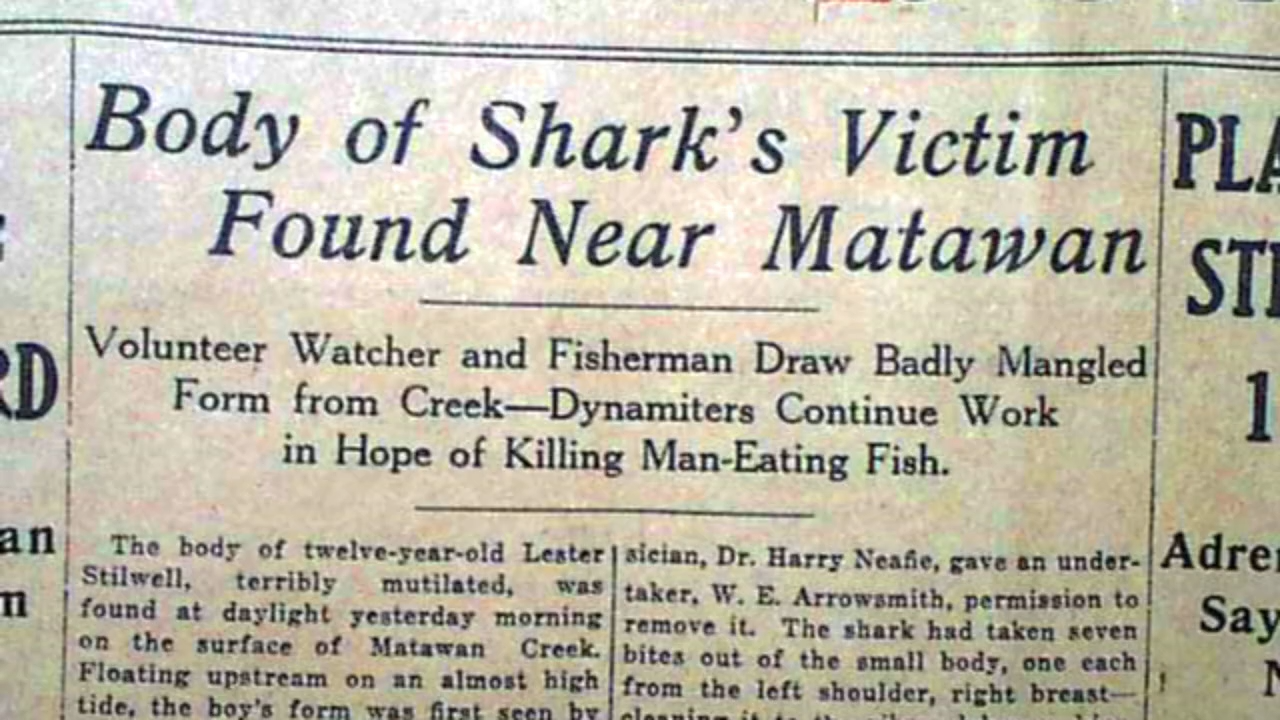 Body of Shark's Victim
Found Near Matawan
Volunteer Watcher and Fisherman Draw Badly Mangled
Form from Creek—Dynamiters Continue Work
in Hope of Killing Man-Eating Fish.
The body of twelve-year-old Lester
Stilwell, terribly mutilated, was
found at daylight yesterday morning
on the surface of Matawan Creek.
Floating upstream on an almost high
tide, the boy's form was first seen by
sician, Dr. Harry Neafie, gave an under-
taker, W. E. Arrowsmith, permission to
remove it. The shark had taken seven
bites out of the small body, one each
from the left shoulder, right breast—
RD
an
m
PLA
STE
1
Adre
Say
N